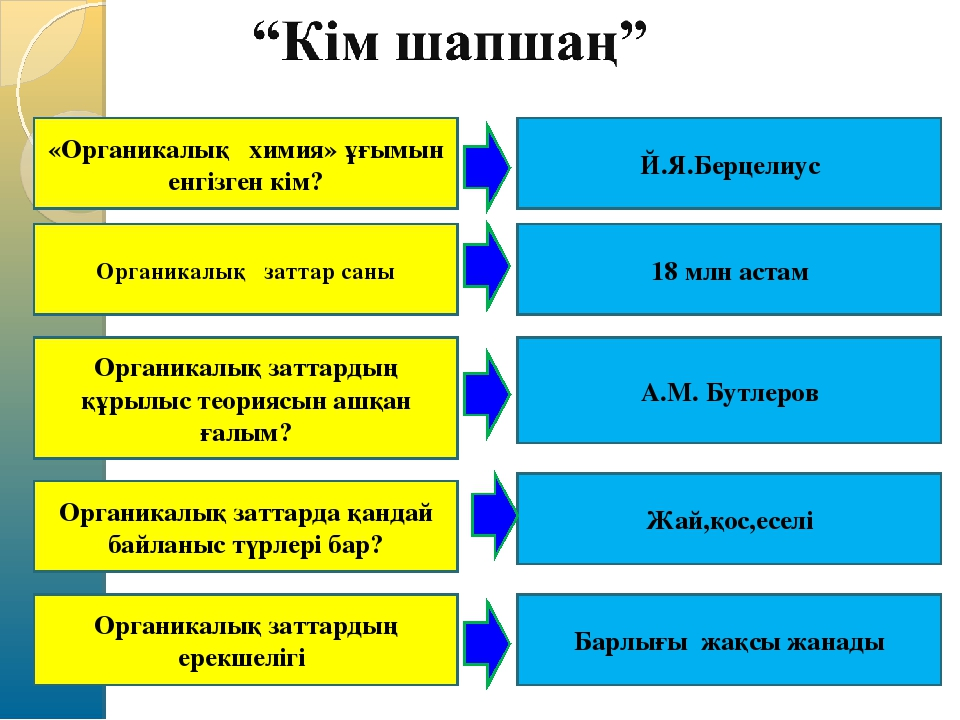 “Кім шапшаң”
«Органикалық химия» ұғымын
енгізген кім?
Й.Я.Берцелиус
Органикалық заттар саны
18 млн астам
Органикалық заттардың
құрылыс теориясын ашқан
ғалым?
А.М. Бутлеров
Органикалық заттарда қандай
байланыс түрлері бар?
Жай,қос,еселі
Органикалық заттардың
ерекшелігі
Барлығы жақсы жанады